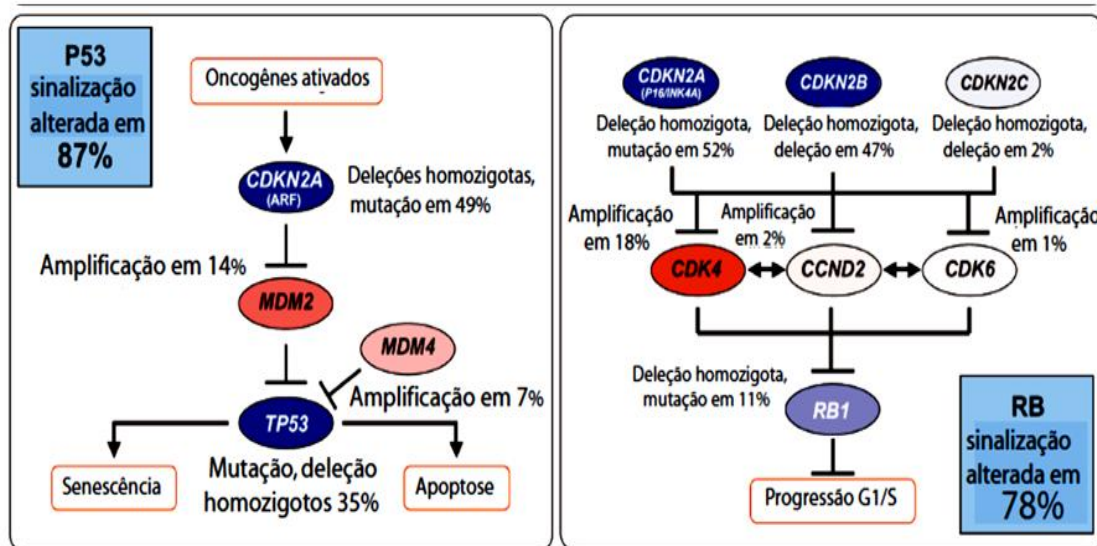 P53
sinalização
alterada em
87%
Oncogênes ativados
CDKN2A
(ARF)
Deleções homozigotas,
mutação em 49%
Amplificação em 14%
MDM2
MDM4
Amplificação em 7%
TP53
Senescência
Mutação, deleção
homozigotos 35%
Apoptose
CDKN2A
(P16/INK4A)
CDKN2B
CDKN2C
Deleção homozigota,
mutação em 52%
Deleção homozigota,
deleção em 47%
Deleção homozigota,
deleção em 2%
Amplificação
em 18%
Amplificação
em 2%
Amplificação
em 1%
CDK4
CCND2
CDK6
Deleção homozigota,
mutação em 11%
RB1
Progressão G1/S
RB
sinalização
alterada em
78%